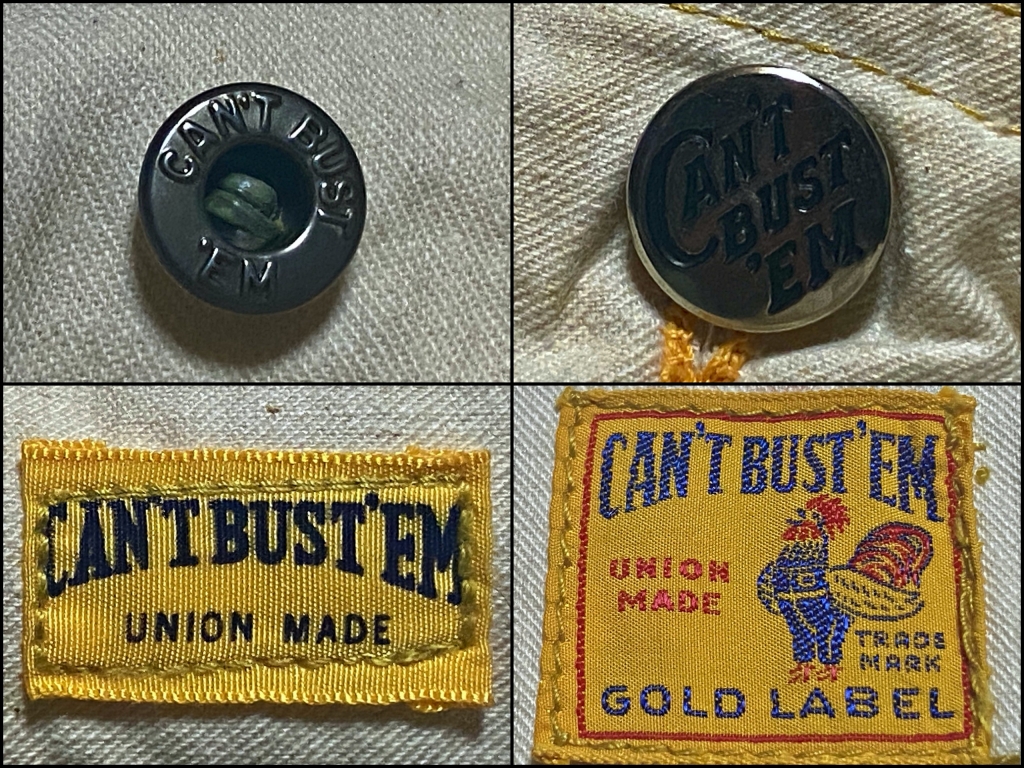 CAN'T BUST
'EM
CAN'T
BUST
'EM
CAN'T BUST 'EM
UNION MADE
CAN'T BUST 'EM
UNION
MADE
TRADE
MARK
GOLD LABEL